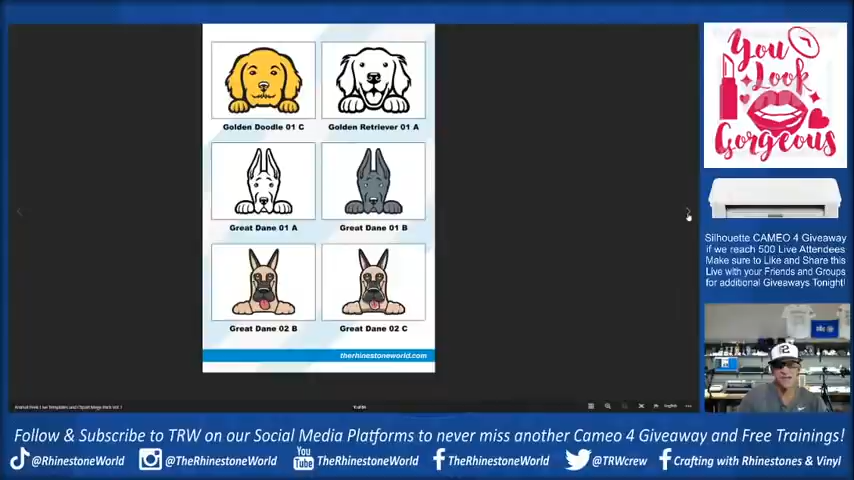 Golden Doodle 01 C
Golden Retriever 01 A
Great Dane 01 A
Great Dane 01 B
Great Dane 02 B
Great Dane 02 C
therhinestoneworld.com
English
You
Look
Gorgeous
Silhouette CAMEO 4 Giveaway
if we reach 500 Live Attendees
Make sure to Like and Share this
Live with your Friends and Groups
for additional Giveaways Tonight!
Follow & Subscribe to TRW on our Social Media Platforms to never miss another Cameo 4 Giveaway and Free Trainings!
@RhinestoneWorld
@TheRhinestoneWorld
You
Tube
TheRhinestoneWorld
TheRhinestoneWorld
@TRWcrew
Crafting with Rhinestones & Vinyl